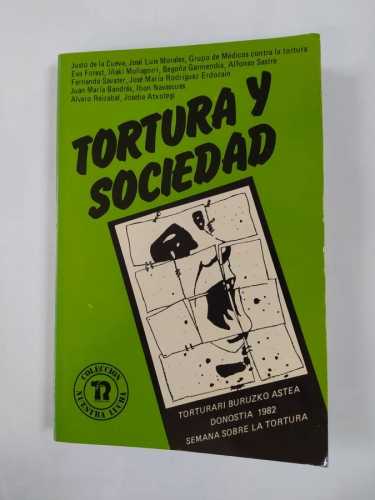 Justo de la Cueva, José Luis Morales, Grupo de Médicos contra la tortura
Eva Forest, Iñaki Muñagorri, Begoña Garmendia, Alfonso Sastre
Fernando Savater, José María Rodríguez Erdozain
Juan María Bandrés, Ibon Navascues
Alvaro Reizabal, Joseba Atxotegi
TORTURA Y
SOCIEDAD
TORTURARI BURUZKO ASTEA
DONOSTIA 1982
SEMANA SOBRE LA TORTURA
COLECCION
NUESTRA LUCHA